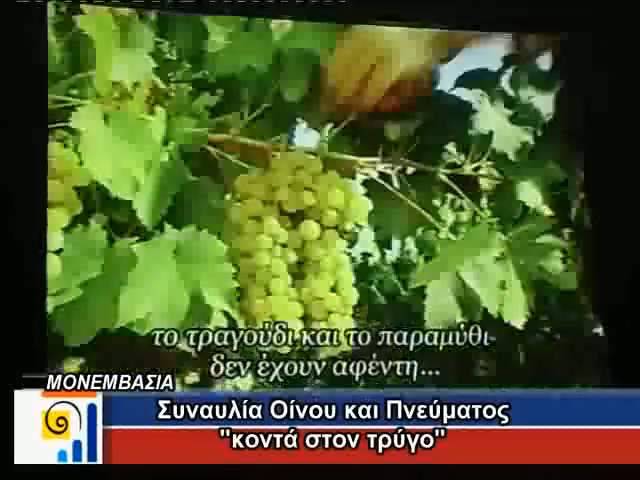 το τραγούδι και το παραμύθι
δεν έχουν αφέντη...
ΜΟΝΕΜΒΑΣΙΑ
Συναυλία Οίνου και Πνεύματος
"κοντά στον τρύγο"